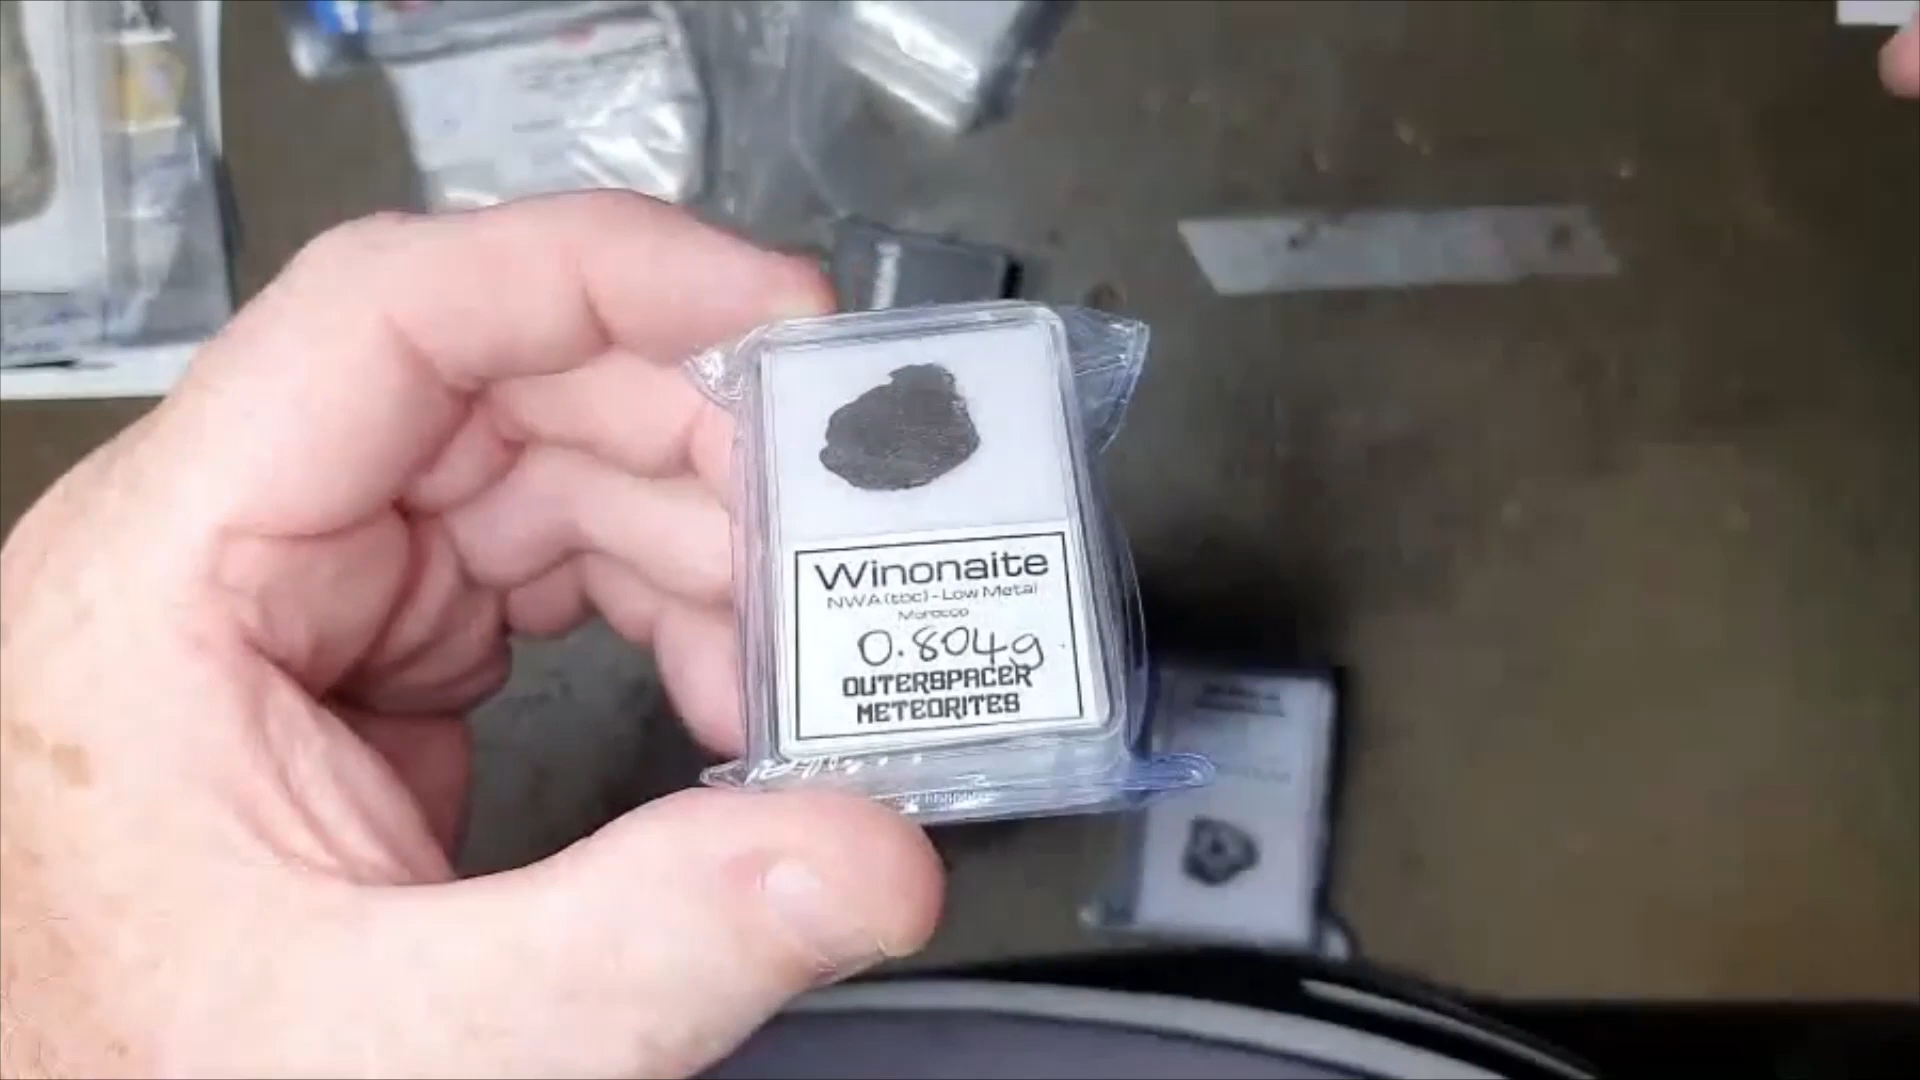 Winonaite
NWA (tbc) - Low Metal
Morocco
0.804g
OUTERSPACER
METEORITES